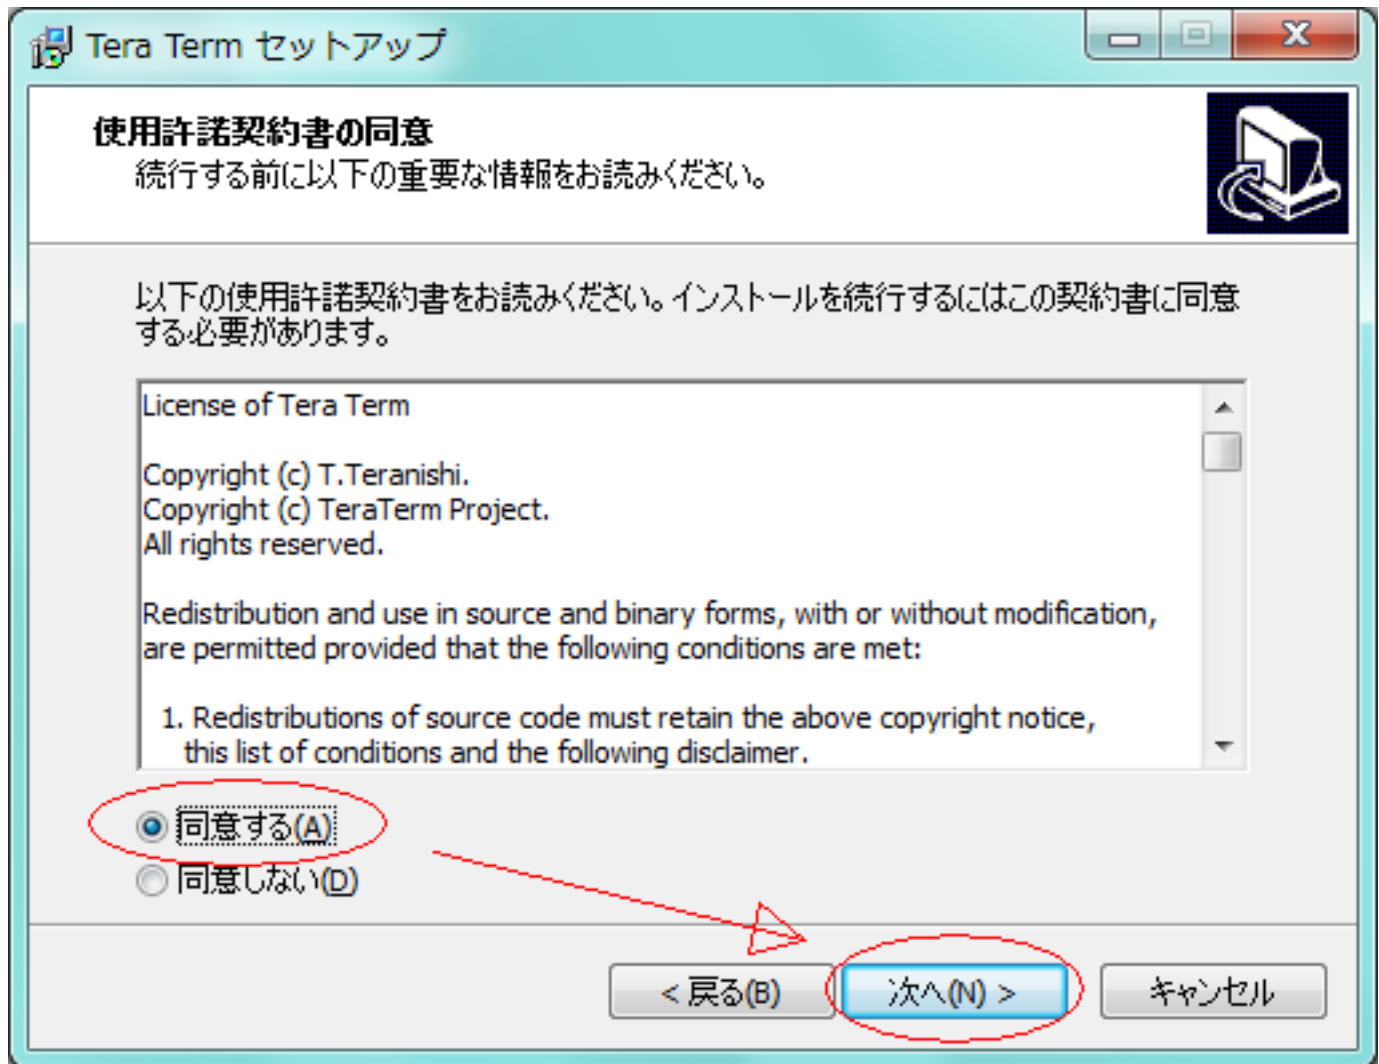 Tera Term セットアップ
使用許諾契約書の同意
続行する前に以下の重要な情報をお読みください。
以下の使用許諾契約書をお読みください。インストールを続行するにはこの契約書に同意
する必要があります。
License of Tera Term
Copyright (c) T.Teranishi.
Copyright (c) TeraTerm Project.
All rights reserved.
Redistribution and use in source and binary forms, with or without modification,
are permitted provided that the following conditions are met:
1. Redistributions of source code must retain the above copyright notice,
this list of conditions and the following disclaimer.
同意する(A)
同意しない(D)
< 戻る(B)
次へ(N) >
キャンセル